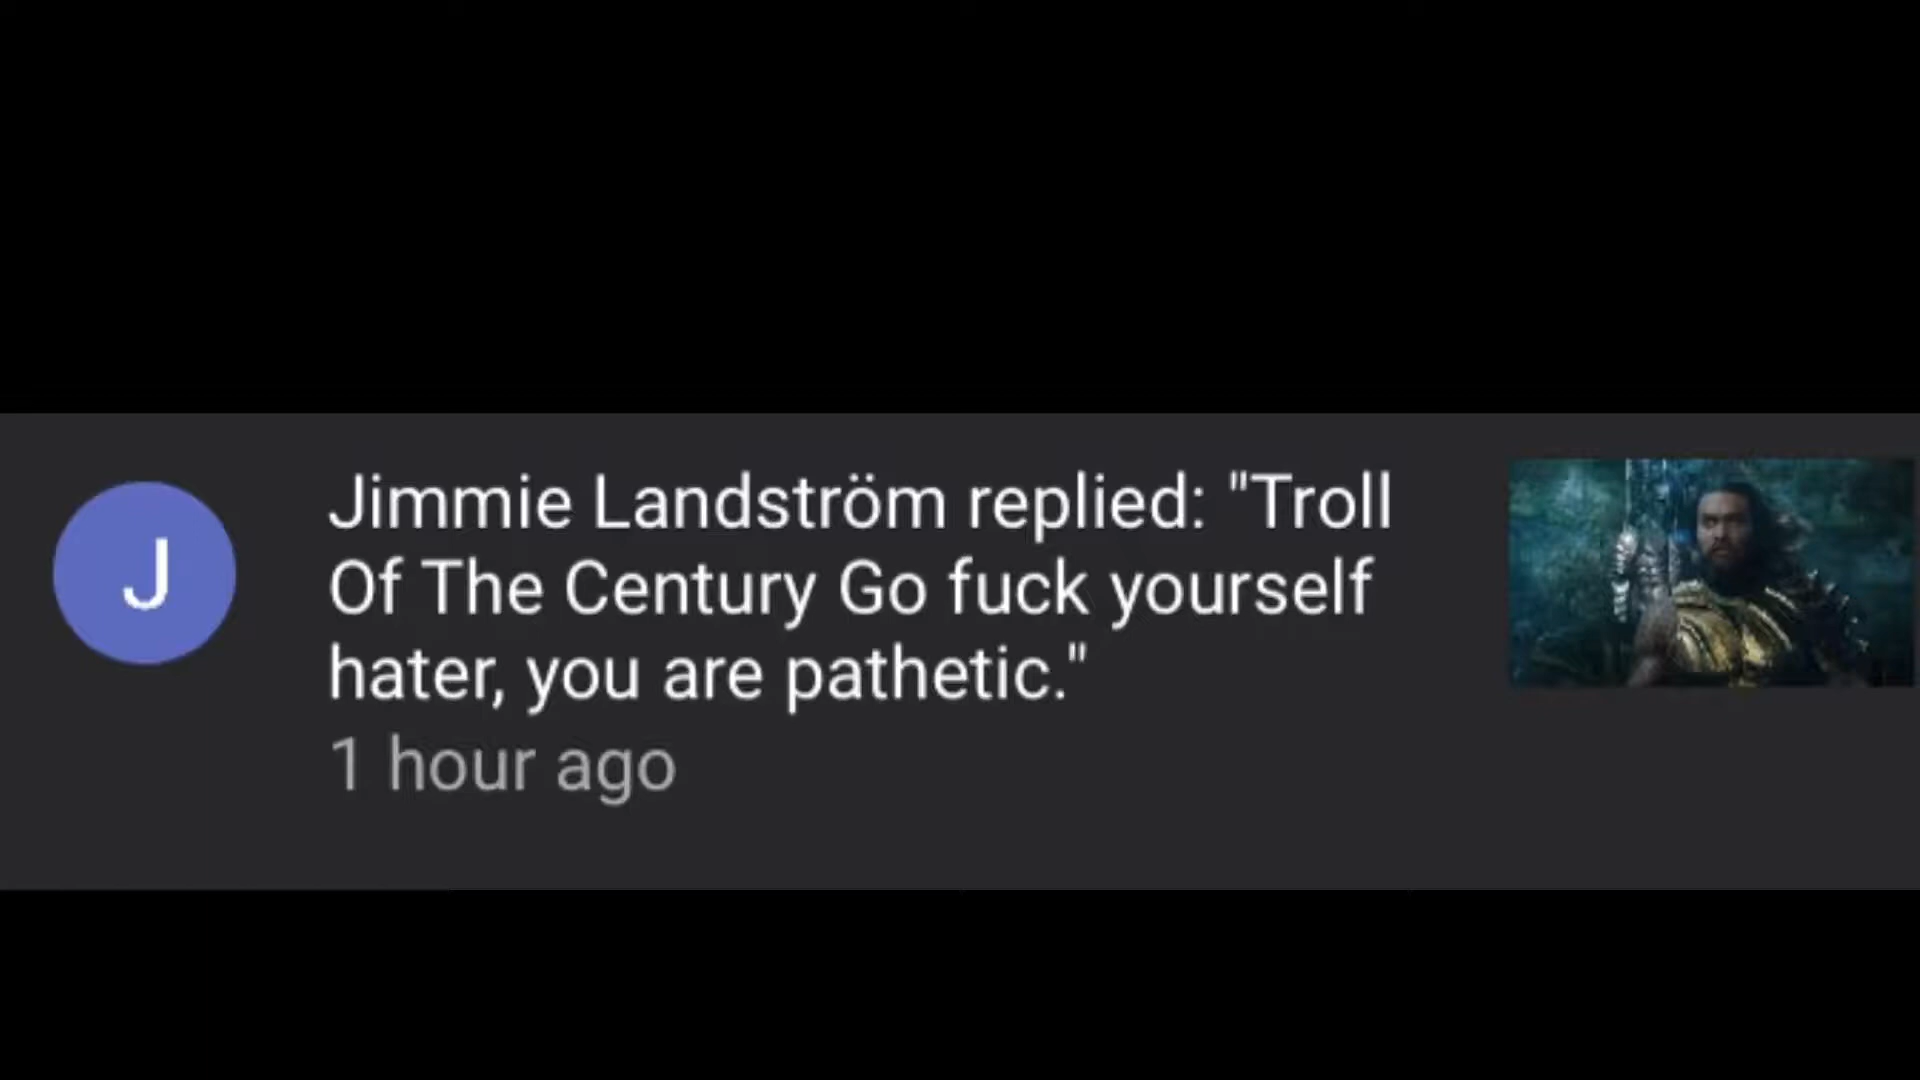 J
Jimmie Landström replied: "Troll
Of The Century Go fuck yourself
hater, you are pathetic."
1 hour ago